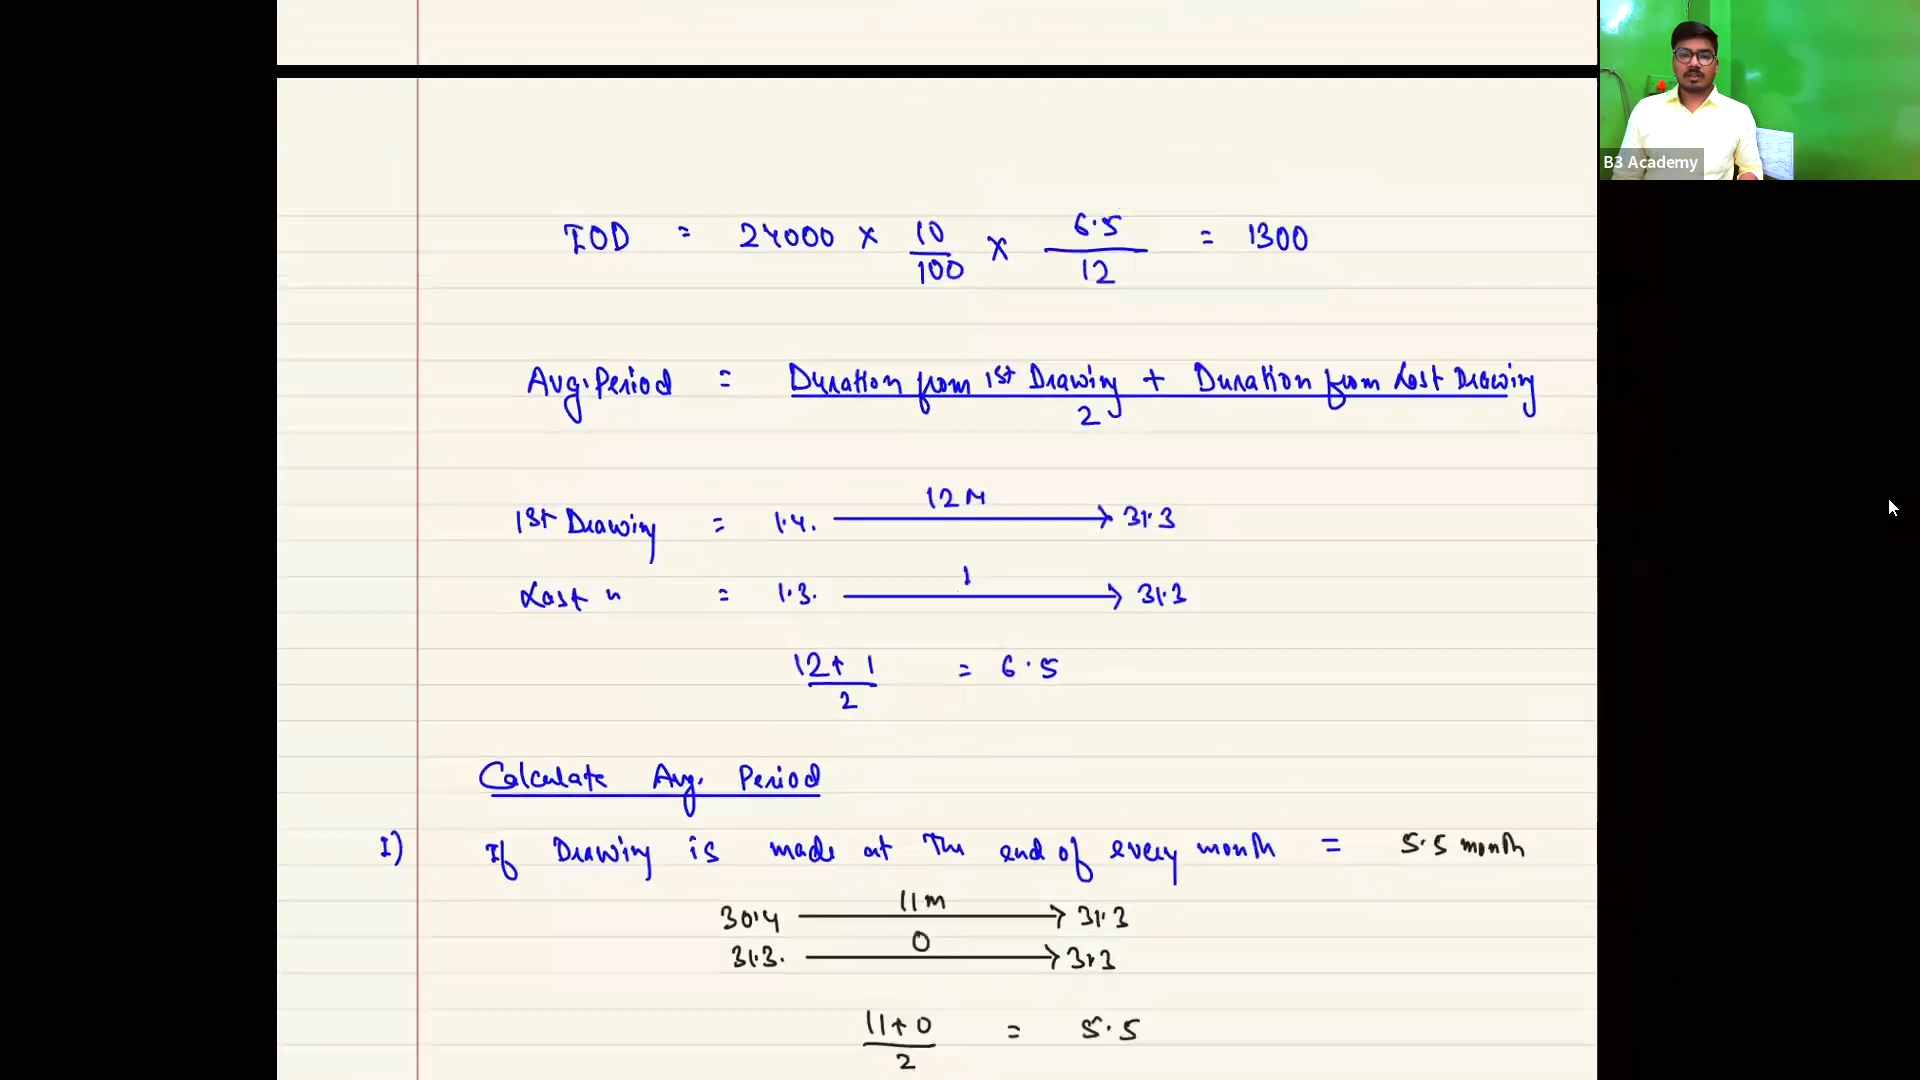 B3 Academy
IOD = 24000 × 10/100 × 6.5/12 = 1300
Avg. Period = Duration from 1st Drawing + Duration from Last Drawing
2
1st Drawing = 1.4. 12 M → 31.3
Last " = 1.3. 1 → 31.3
12 + 1 / 2 = 6.5
Calculate Avg. Period
I) If Drawing is made at the end of every month = 5.5 month
30.4 11m → 31.3
31.3. 0 → 31.3
11+0 / 2 = 5.5